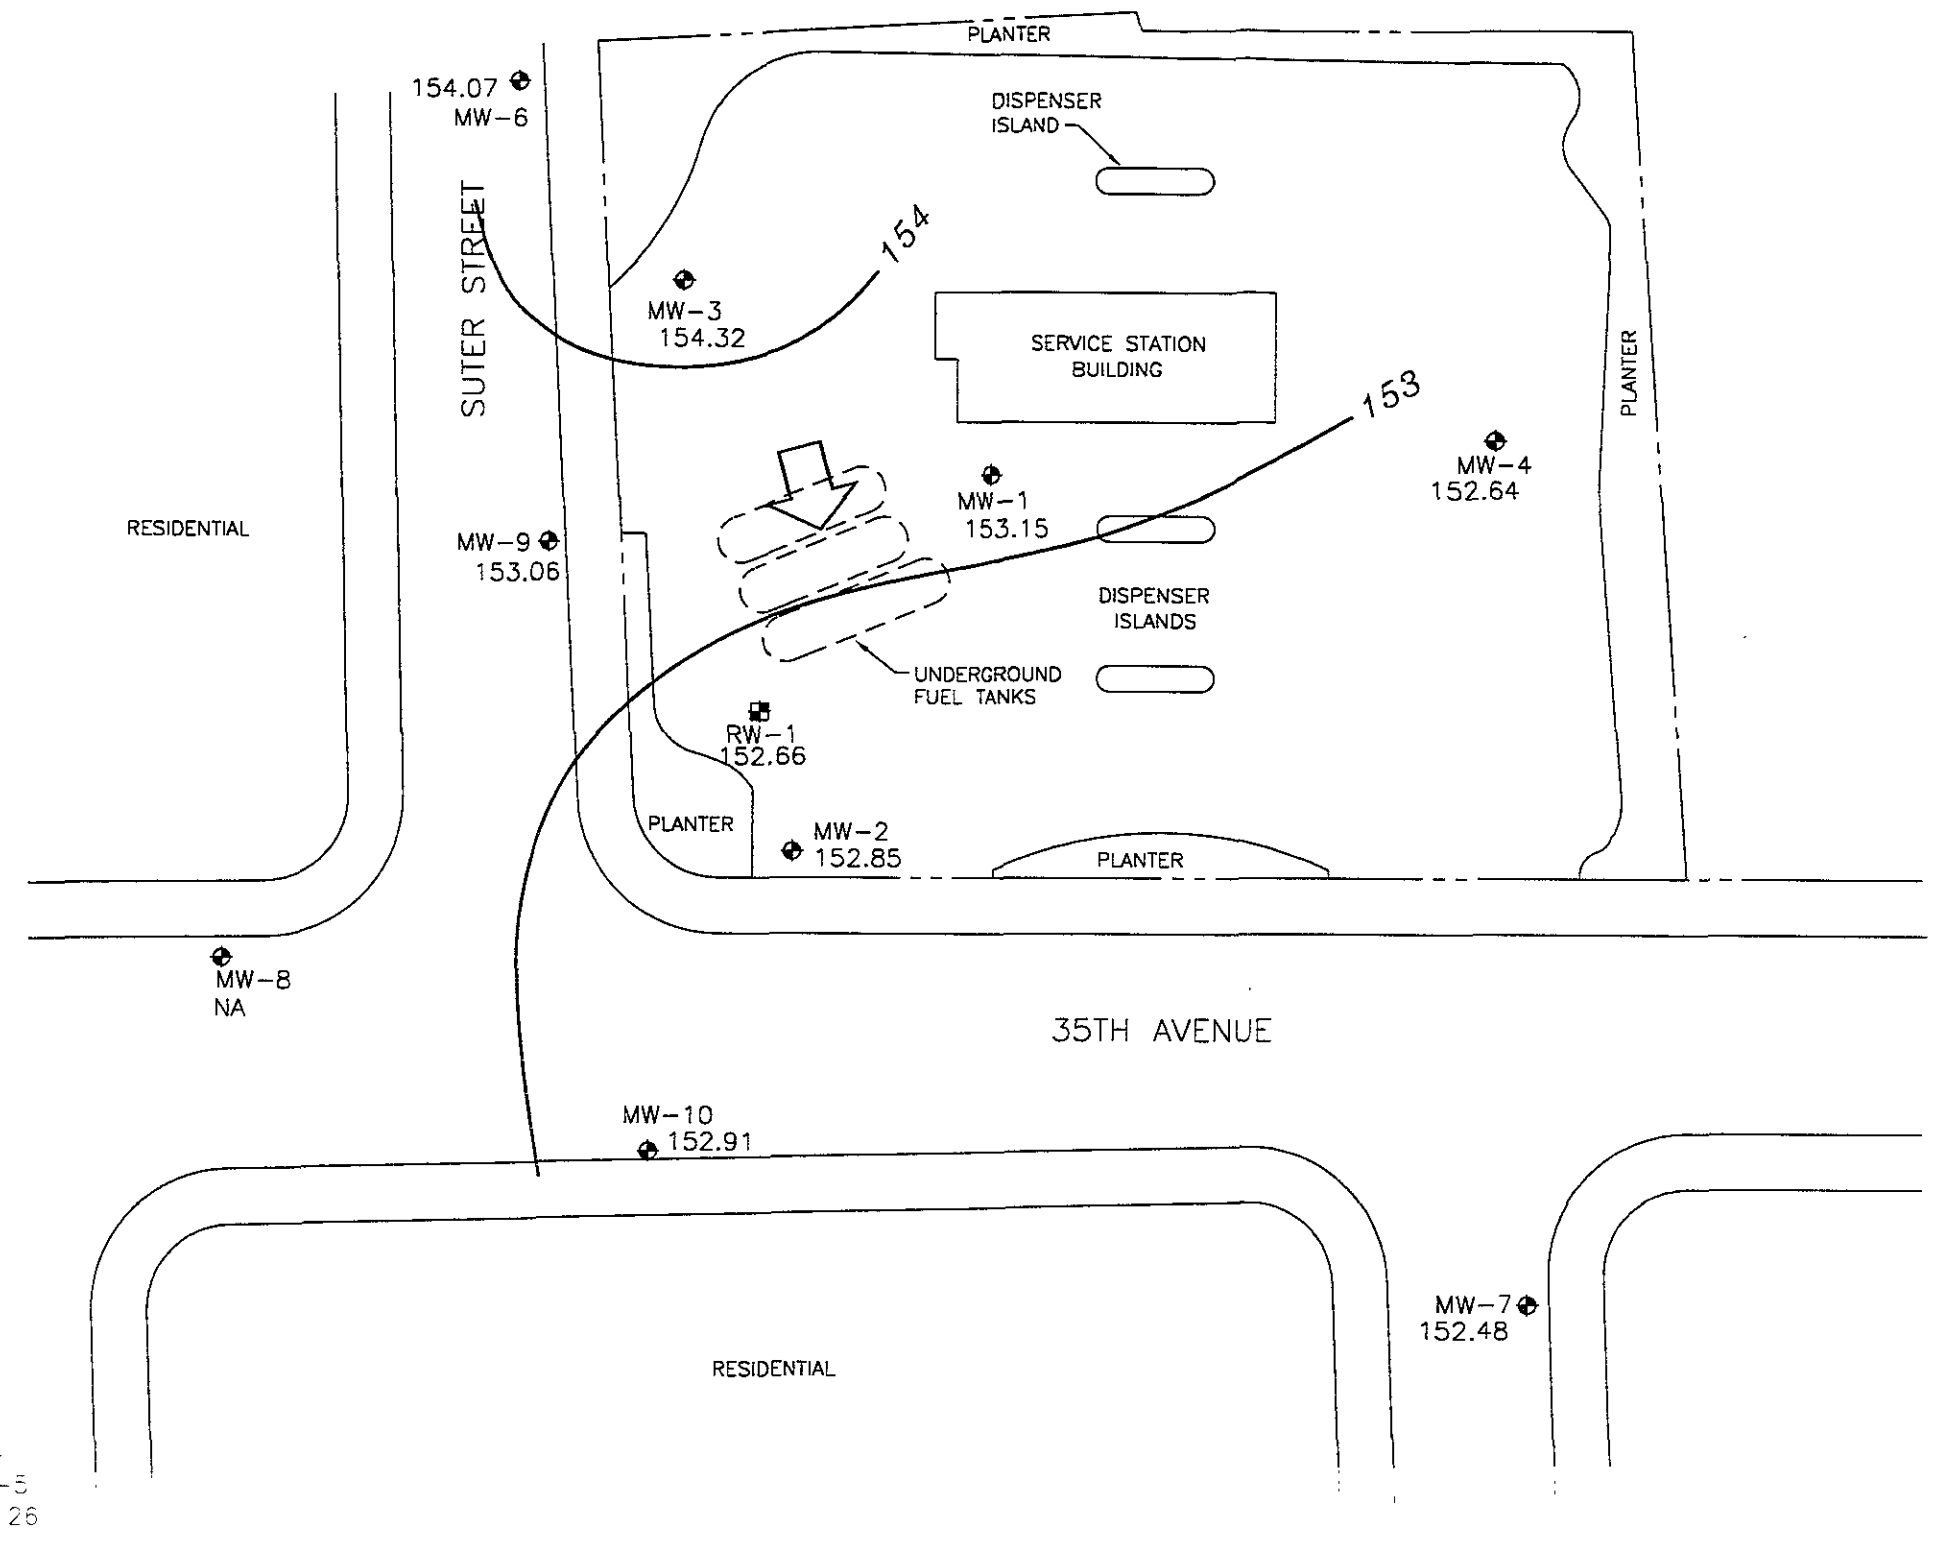 PLANTER
154.07
MW-6
DISPENSER
ISLAND
SUTER STREET
154
MW-3
154.32
SERVICE STATION
BUILDING
PLANTER
153
MW-4
152.64
MW-1
153.15
RESIDENTIAL
MW-9
153.06
DISPENSER
ISLANDS
UNDERGROUND
FUEL TANKS
RW-1
152.66
PLANTER
MW-2
152.85
PLANTER
MW-8
NA
35TH AVENUE
MW-10
152.91
MW-7
152.48
RESIDENTIAL
-5
26